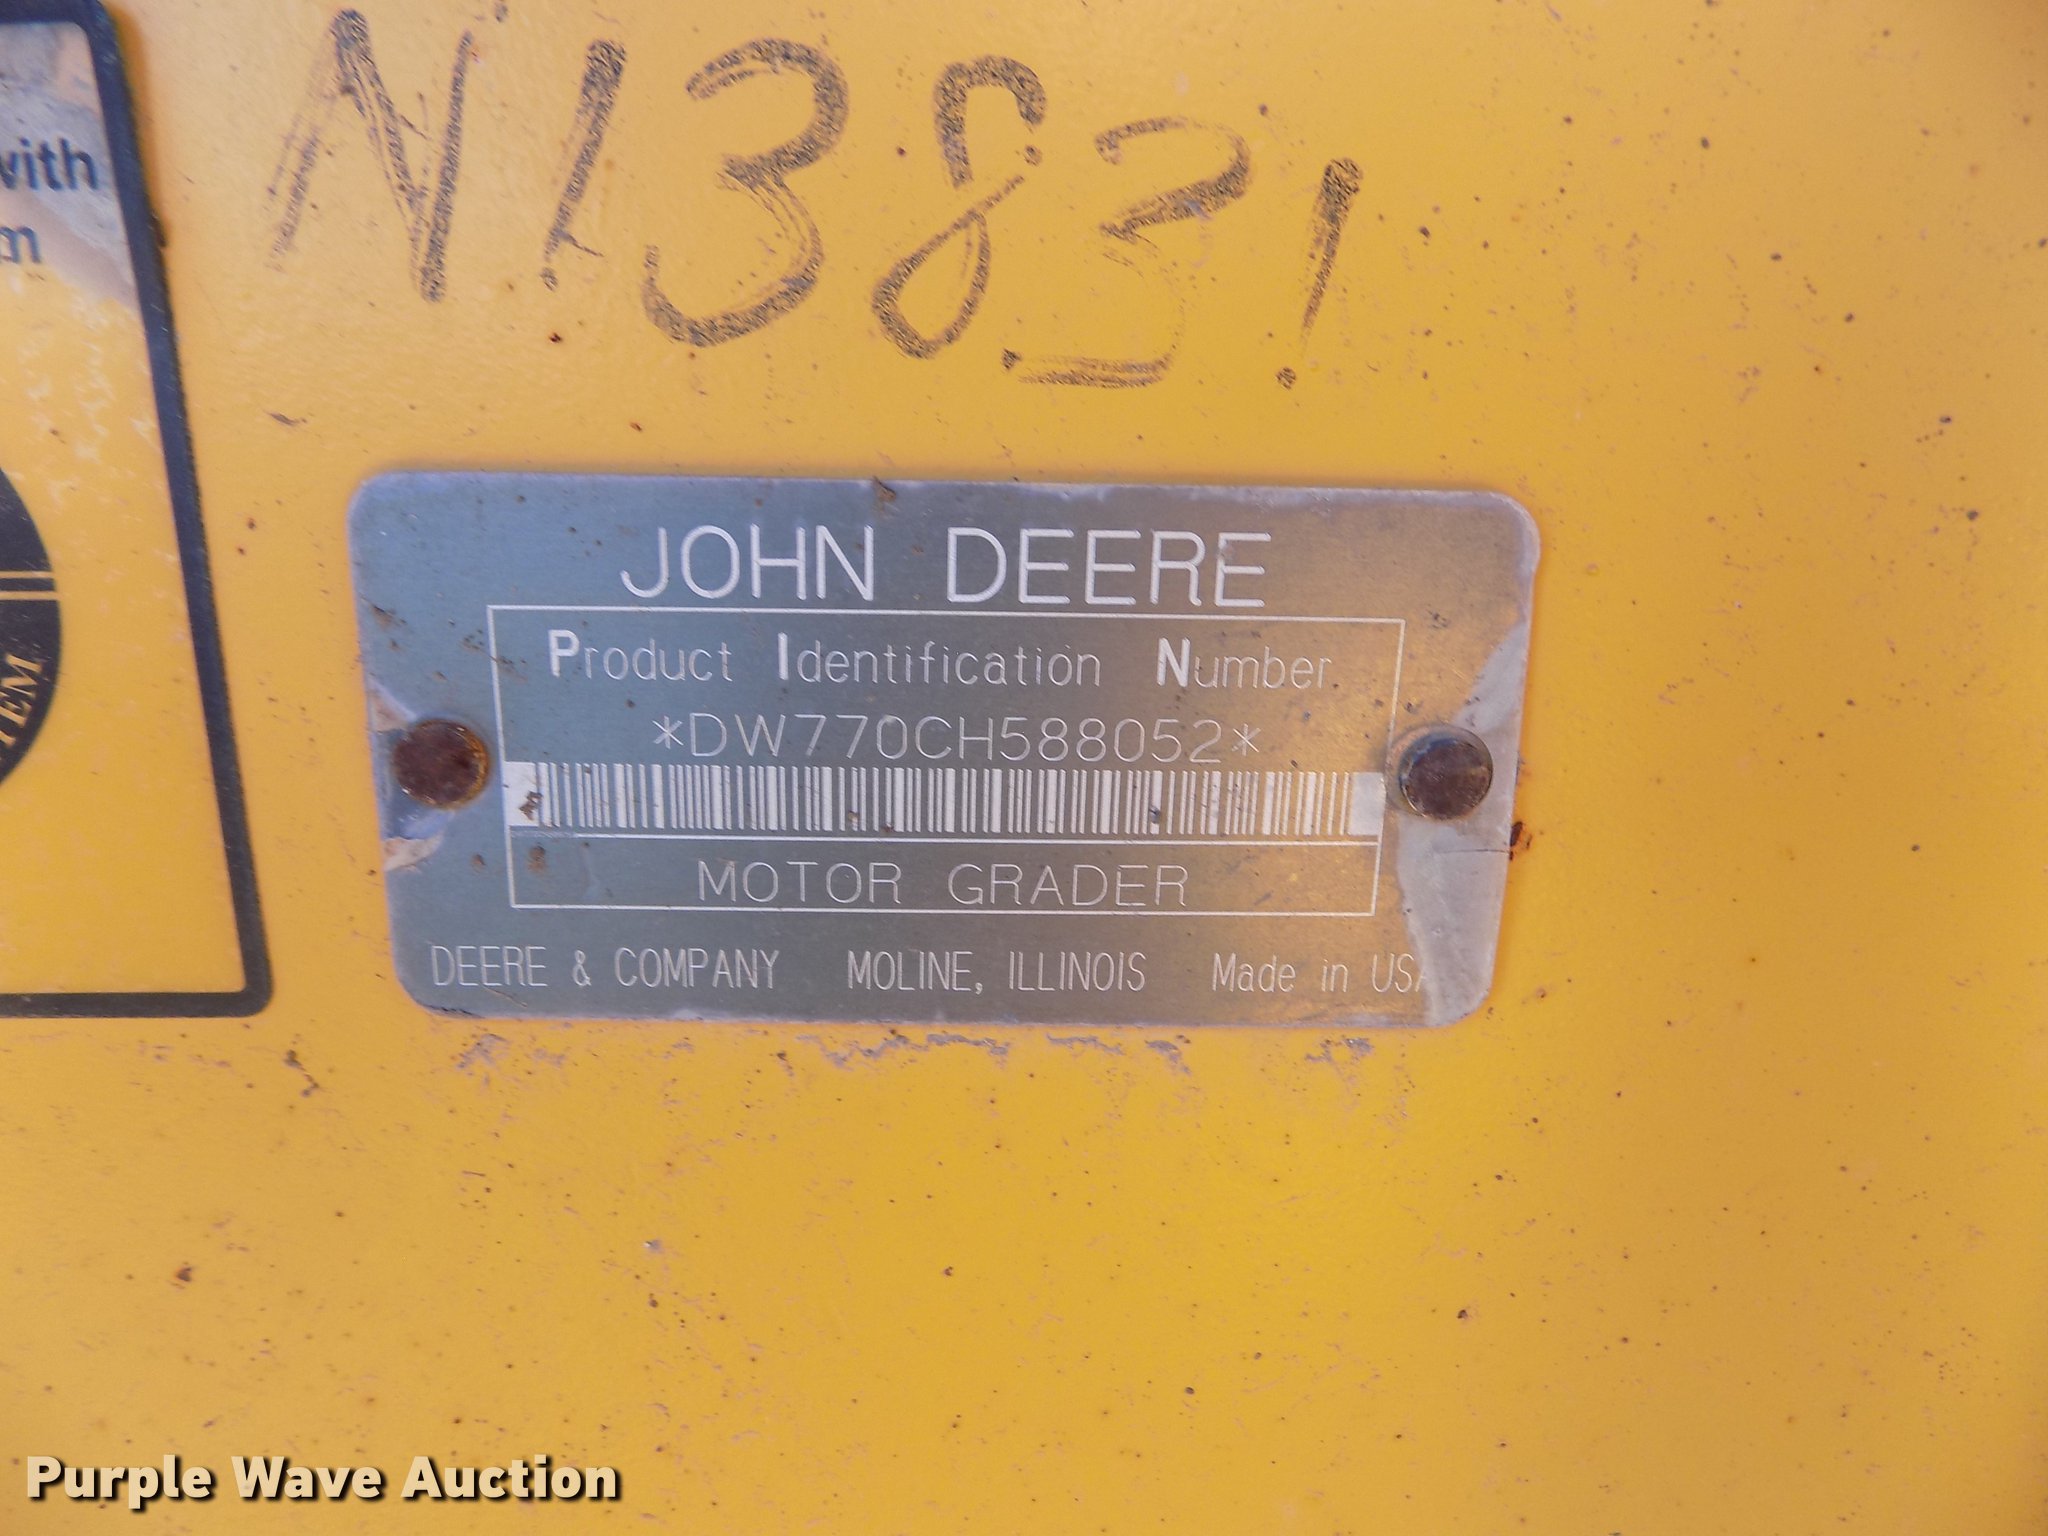 N13831
with
JOHN DEERE
Product Identification Number
*DW770CH588052*
MOTOR GRADER
DEERE & COMPANY MOLINE, ILLINOIS Made in USA
Purple Wave Auction